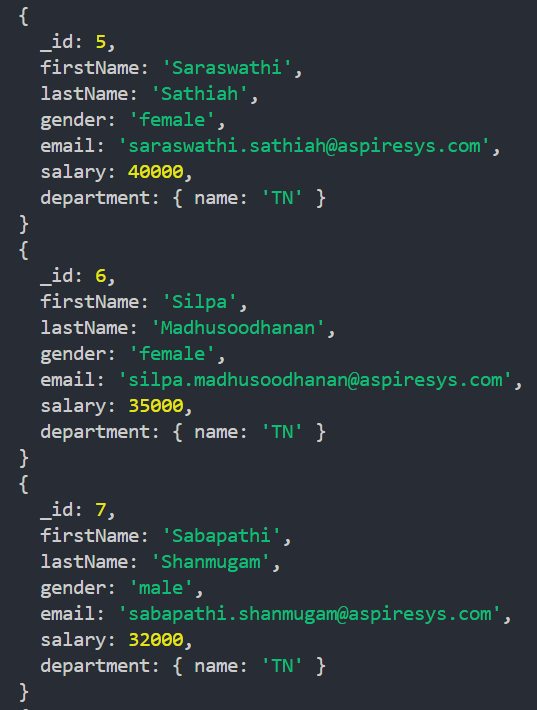 {
  _id: 5,
  firstName: 'Saraswathi',
  lastName: 'Sathiah',
  gender: 'female',
  email: 'saraswathi.sathiah@aspiresys.com',
  salary: 40000,
  department: { name: 'TN' }
}
{
  _id: 6,
  firstName: 'Silpa',
  lastName: 'Madhusoodhanan',
  gender: 'female',
  email: 'silpa.madhusoodhanan@aspiresys.com',
  salary: 35000,
  department: { name: 'TN' }
}
{
  _id: 7,
  firstName: 'Sabapathi',
  lastName: 'Shanmugam',
  gender: 'male',
  email: 'sabapathi.shanmugam@aspiresys.com',
  salary: 32000,
  department: { name: 'TN' }
}